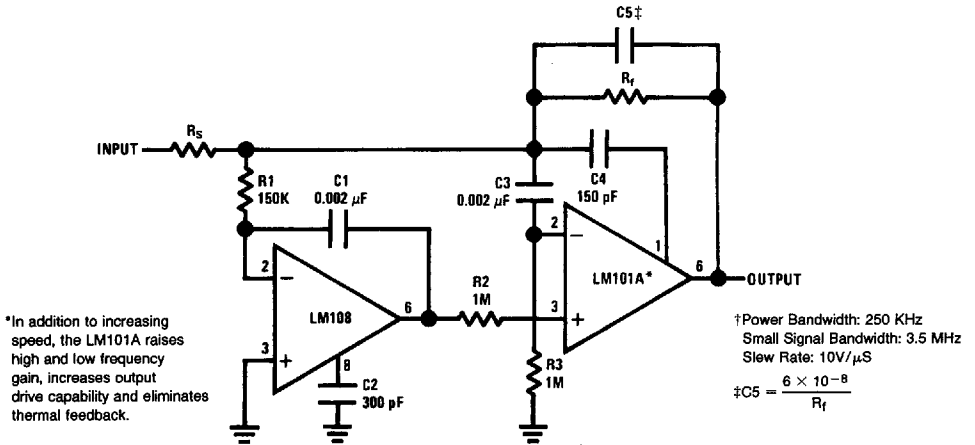 C5‡
Rf
RS
INPUT
R1
150K
C1
0.002 μF
C3
0.002 μF
C4
150 pF
2
−
1
LM101A*
6
OUTPUT
2
−
LM108
6
R2
1M
3
+
3
+
8
C2
300 pF
R3
1M
*In addition to increasing
speed, the LM101A raises
high and low frequency
gain, increases output
drive capability and eliminates
thermal feedback.
†Power Bandwidth: 250 KHz
Small Signal Bandwidth: 3.5 MHz
Slew Rate: 10V/μS
‡C5 = 6 × 10−8
Rf